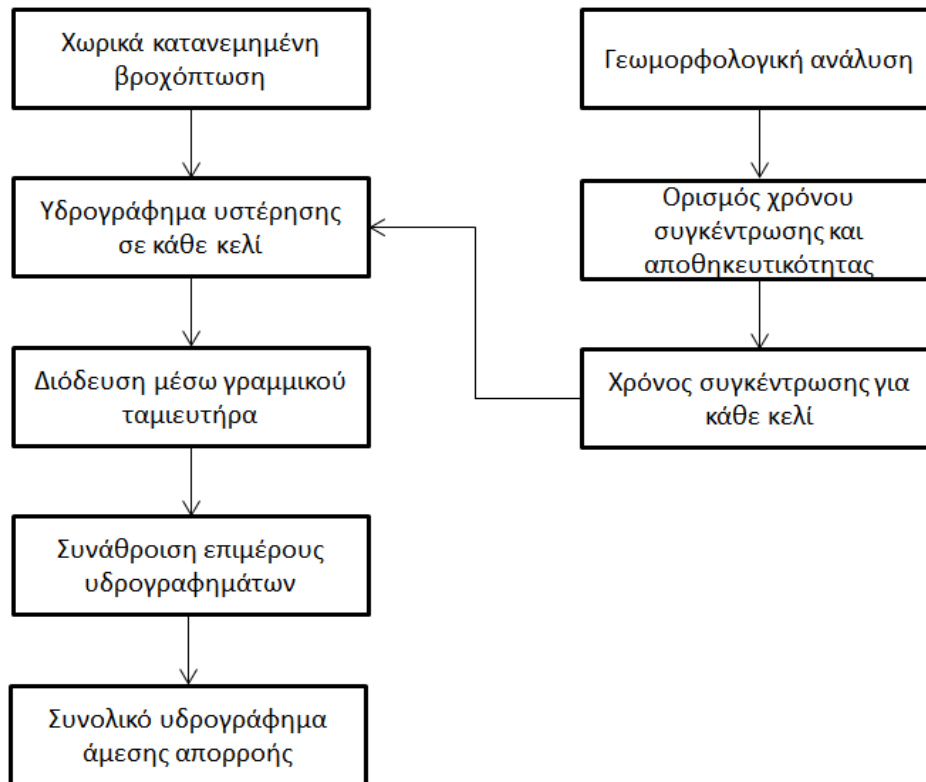 Χωρικά κατανεμημένη
βροχόπτωση
Υδρογράφημα υστέρησης
σε κάθε κελί
Διόδευση μέσω γραμμικού
ταμιευτήρα
Συνάθροιση επιμέρους
υδρογραφημάτων
Συνολικό υδρογράφημα
άμεσης απορροής
Γεωμορφολογική ανάλυση
Ορισμός χρόνου
συγκέντρωσης και
αποθηκευτικότητας
Χρόνος συγκέντρωσης για
κάθε κελί